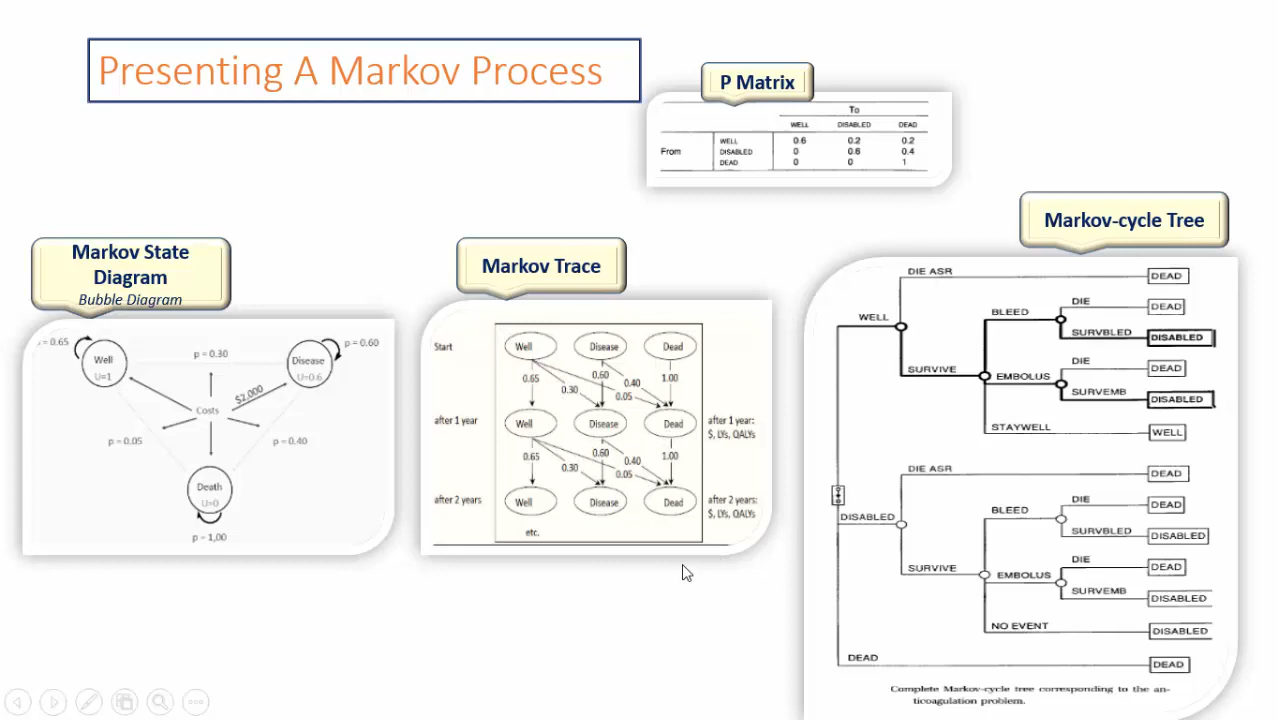 Presenting A Markov Process
P Matrix
To
WELL DISABLED DEAD
From
WELL 0.6 0.2 0.2
DISABLED 0 0.6 0.4
DEAD 0 0 1
Markov State
Diagram
Bubble Diagram
= 0.65
Well
U=1
p = 0.30
Disease
U=0.6
p = 0.60
$2,000
Costs
p = 0.05
p = 0.40
Death
U=0
p = 1,00
Markov Trace
Start
Well Disease Dead
0.65 0.30 0.60 0.40 0.05 1.00
after 1 year
Well Disease Dead
after 1 year:
$, LYs, QALYs
0.65 0.30 0.60 0.40 0.05 1.00
after 2 years
Well Disease Dead
after 2 years:
$, LYs, QALYs
etc.
Markov-cycle Tree
DIE ASR DEAD
WELL
BLEED
DIE DEAD
SURVBLED DISABLED
SURVIVE
EMBOLUS
DIE DEAD
SURVEMB DISABLED
STAYWELL WELL
DISABLED
DIE ASR DEAD
BLEED
DIE DEAD
SURVBLED DISABLED
SURVIVE
EMBOLUS
DIE DEAD
SURVEMB DISABLED
NO EVENT DISABLED
DEAD DEAD
Complete Markov-cycle tree corresponding to the an-
ticoagulation problem.